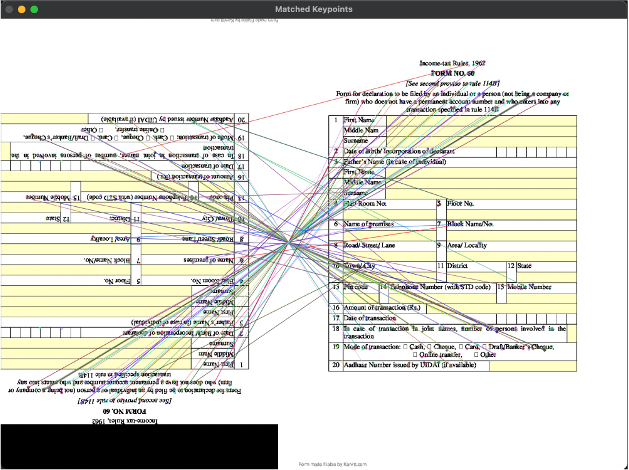 Matched Keypoints
Income-tax Rules, 1962
FORM NO. 60
[See second proviso to rule 114B]
Form for declaration to be filed by an individual or a person (not being a company or
firm) who does not have a permanent account number and who enters into any
transaction specified in rule 114B
1 First Name
Middle Nam
Surname
2 Date of Birth/ Incorporation of declarant
3 Father's Name (in case of individual)
First Name
Middle Name
Surname
4 Flat/ Room No. 5 Floor No.
6 Name of premises 7 Block Name/No.
8 Road/ Street/ Lane 9 Area/ Locality
10 Town/ City 11 District 12 State
13 Pin code 14 Telephone Number (with STD code) 15 Mobile Number
16 Amount of transaction (Rs.)
17 Date of transaction
18 In case of transaction in joint names, number of persons involved in the
transaction
19 Mode of transaction: Cash, Cheque, Card, Draft/Banker's Cheque,
Online transfer, Other
20 Aadhaar Number issued by UIDAI (if available)
Form made fillable by Kanvit.com
Income-tax Rules, 1962
FORM NO. 60
[See second proviso to rule 114B]
Form for declaration to be filed by an individual or a person (not being a company or
firm) who does not have a permanent account number and who enters into any
transaction specified in rule 114B
1 First Name
Middle Nam
Surname
2 Date of Birth/ Incorporation of declarant
3 Father's Name (in case of individual)
First Name
Middle Name
Surname
4 Flat/ Room No. 5 Floor No.
6 Name of premises 7 Block Name/No.
8 Road/ Street/ Lane 9 Area/ Locality
10 Town/ City 11 District 12 State
13 Pin code 14 Telephone Number (with STD code) 15 Mobile Number
16 Amount of transaction (Rs.)
17 Date of transaction
18 In case of transaction in joint names, number of persons involved in the
transaction
19 Mode of transaction: Cash, Cheque, Card, Draft/Banker's Cheque,
Online transfer, Other
20 Aadhaar Number issued by UIDAI (if available)